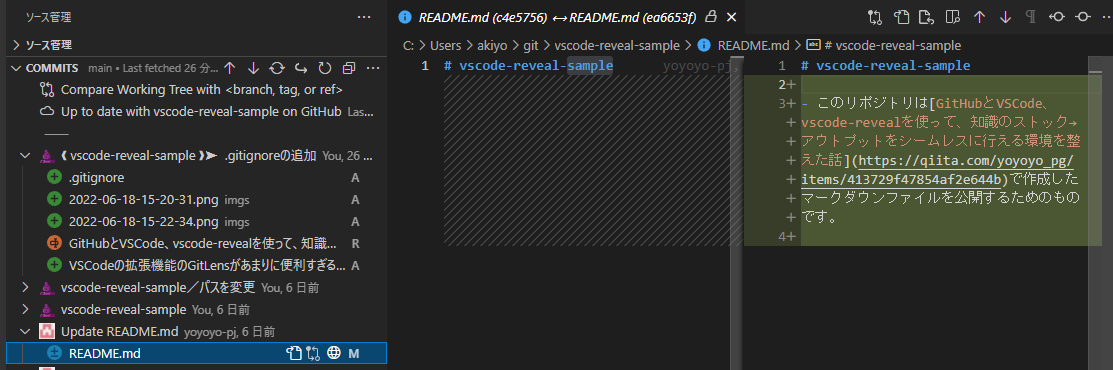 ソース管理
ソース管理
COMMITS main • Last fetched 26 分...
Compare Working Tree with <branch, tag, or ref>
Up to date with vscode-reveal-sample on GitHub Las...
《 vscode-reveal-sample 》➤ .gitignoreの追加 You, 26 ...
.gitignore A
2022-06-18-15-20-31.png imgs A
2022-06-18-15-22-34.png imgs A
GitHubとVSCode、vscode-revealを使って、知識... R
VSCodeの拡張機能のGitLensがあまりに便利すぎる... A
vscode-reveal-sample／パスを変更 You, 6 日前
vscode-reveal-sample You, 6 日前
Update README.md yoyoyo-pj, 6 日前
README.md M
README.md (c4e5756) ↔ README.md (ea6653f)
C: > Users > akiyo > git > vscode-reveal-sample > README.md > # vscode-reveal-sample
1 # vscode-reveal-sample yoyoyo-pj,
1 # vscode-reveal-sample
2+
3+ - このリポジトリは[GitHubとVSCode、
+ vscode-revealを使って、知識のストック→
+ アウトプットをシームレスに行える環境を整
+ えた話](https://qiita.com/yoyoyo_pg/
+ items/413729f47854af2e644b)で作成した
+ マークダウンファイルを公開するためのもの
+ です。
4+